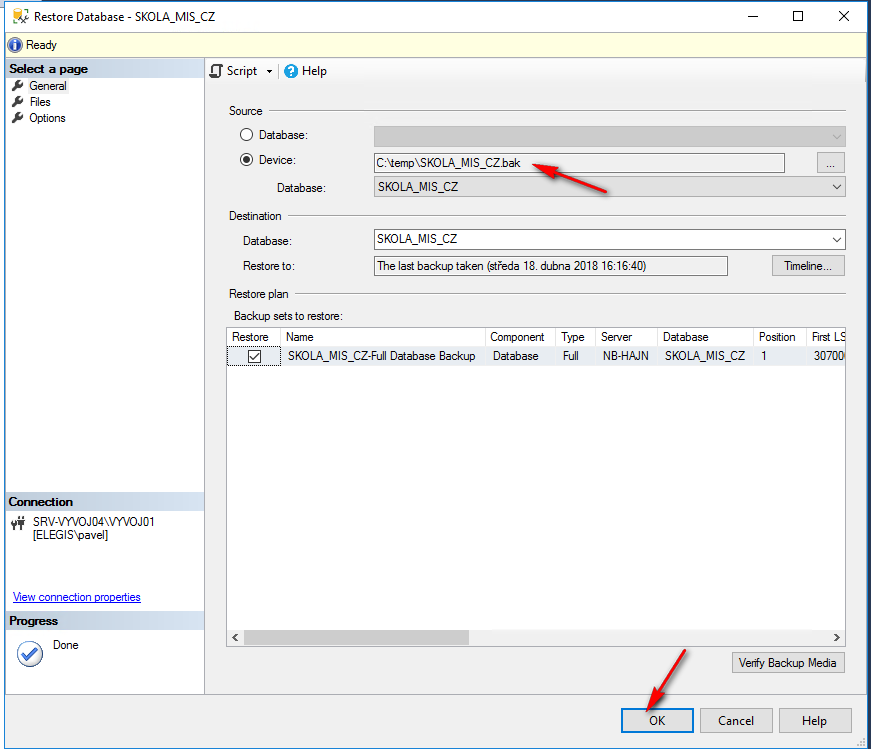 Restore Database - SKOLA_MIS_CZ
Ready
Select a page
General
Files
Options
Script
Help
Source
Database:
Device:
C:\temp\SKOLA_MIS_CZ.bak
...
Database:
SKOLA_MIS_CZ
Destination
Database:
SKOLA_MIS_CZ
Restore to:
The last backup taken (středa 18. dubna 2018 16:16:40)
Timeline...
Restore plan
Backup sets to restore:
Restore Name Component Type Server Database Position First LS
SKOLA_MIS_CZ-Full Database Backup Database Full NB-HAJN SKOLA_MIS_CZ 1 30700
Connection
SRV-VYVOJ04\VYVOJ01
[ELEGIS\pavel]
View connection properties
Progress
Done
Verify Backup Media
OK
Cancel
Help